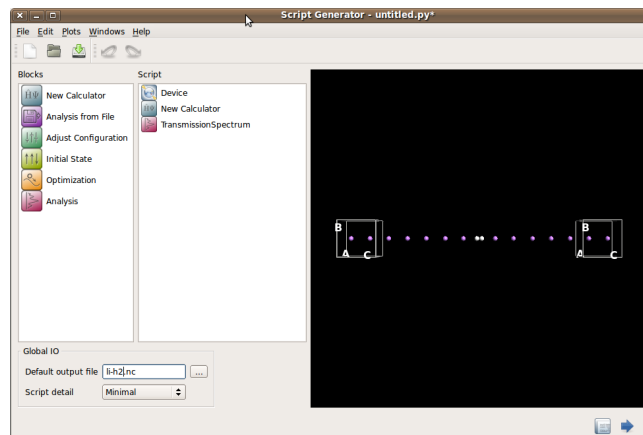 Script Generator - untitled.py*
File Edit Plots Windows Help
Blocks
Script
New Calculator
Analysis from File
Adjust Configuration
Initial State
Optimization
Analysis
Device
New Calculator
TransmissionSpectrum
B
A C
B
A C
Global IO
Default output file li-h2.nc ...
Script detail Minimal